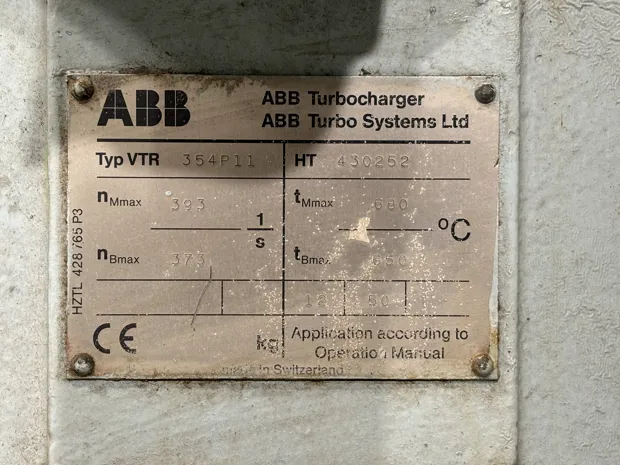 ABB
ABB Turbocharger
ABB Turbo Systems Ltd
Typ VTR 354P11 HT 430252
nMmax 393 tMmax 680
1/s °C
nBmax 373 tBmax 650
12 50
CE kg Application according to
Operation Manual
made in Switzerland
HZTL 428 765 P3